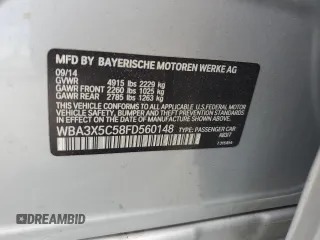 MFD BY BAYERISCHE MOTOREN WERKE AG
09/14
GVWR 4915 lbs 2229 kg
GAWR FRONT 2260 lbs 1025 kg
GAWR REAR 2785 lbs 1263 kg
THIS VEHICLE CONFORMS TO ALL APPLICABLE
U.S. FEDERAL MOTOR VEHICLE SAFETY,
BUMPER, AND THEFT PREVENTION
STANDARDS IN EFFECT ON THE DATE OF
MANUFACTURE SHOWN ABOVE.
WBA3X5C58FD560148 TYPE: PASSENGER CAR
DREAMBID